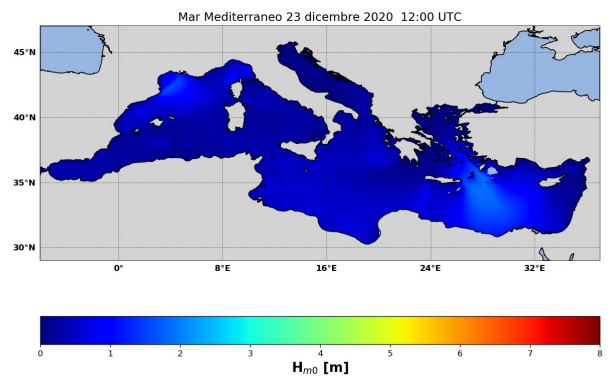 Mar Mediterraneo 23 dicembre 2020  12:00 UTC
45°N
40°N
35°N
30°N
0° 8°E 16°E 24°E 32°E
0 1 2 3 4 5 6 7 8
Hm0 [m]